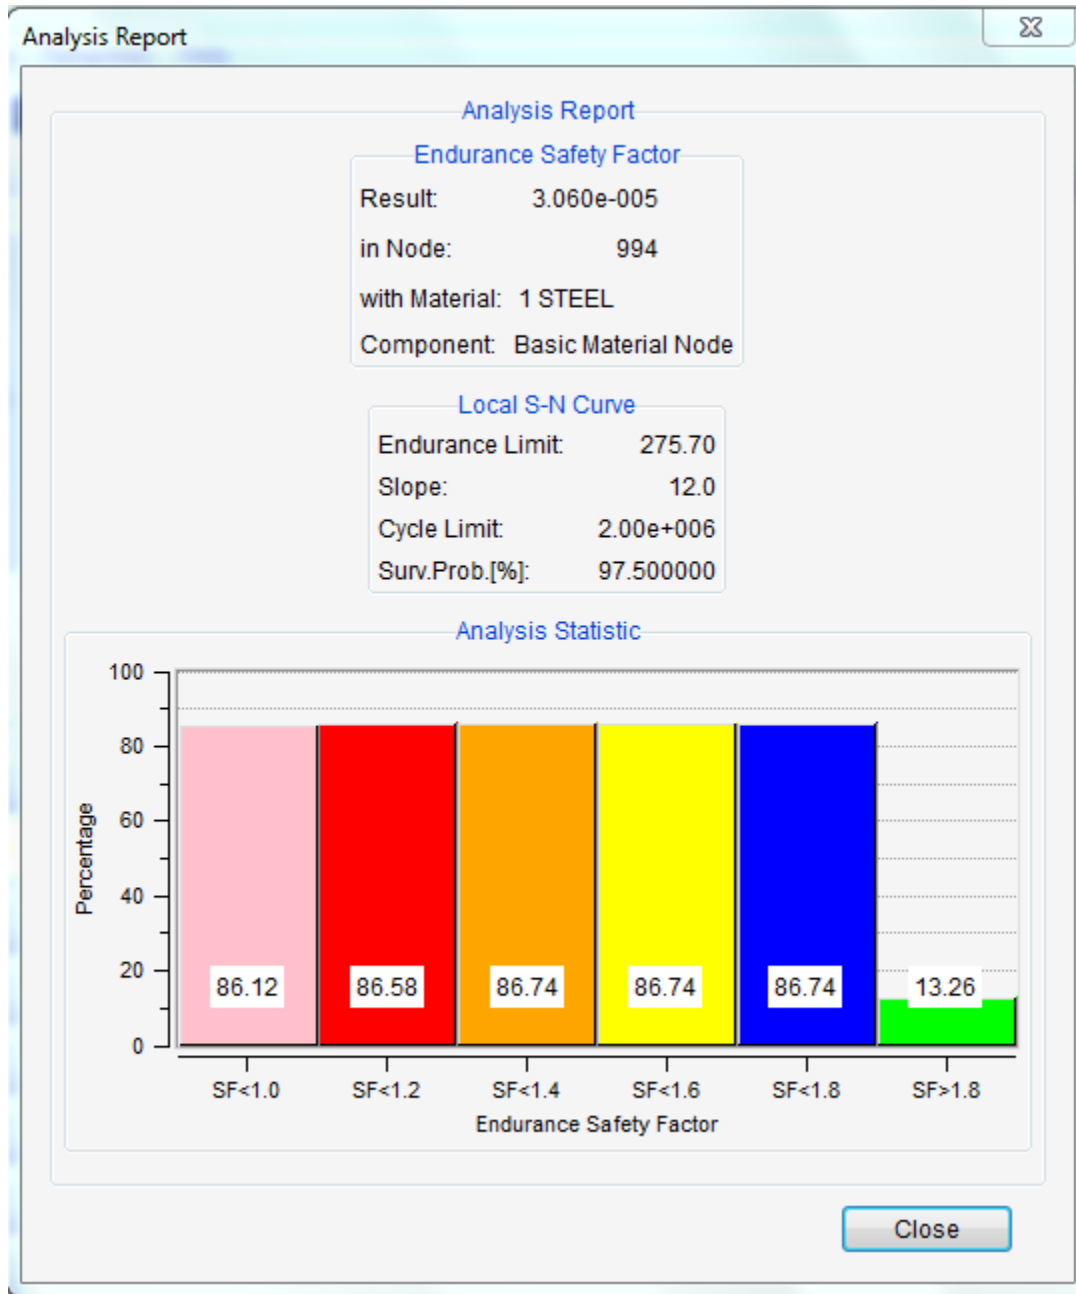 Analysis Report
Analysis Report
Endurance Safety Factor
Result: 3.060e-005
in Node: 994
with Material: 1 STEEL
Component: Basic Material Node
Local S-N Curve
Endurance Limit: 275.70
Slope: 12.0
Cycle Limit: 2.00e+006
Surv.Prob.[%]: 97.500000
Analysis Statistic
100
80
60
40
20
0
Percentage
86.12 86.58 86.74 86.74 86.74 13.26
SF<1.0 SF<1.2 SF<1.4 SF<1.6 SF<1.8 SF>1.8
Endurance Safety Factor
Close